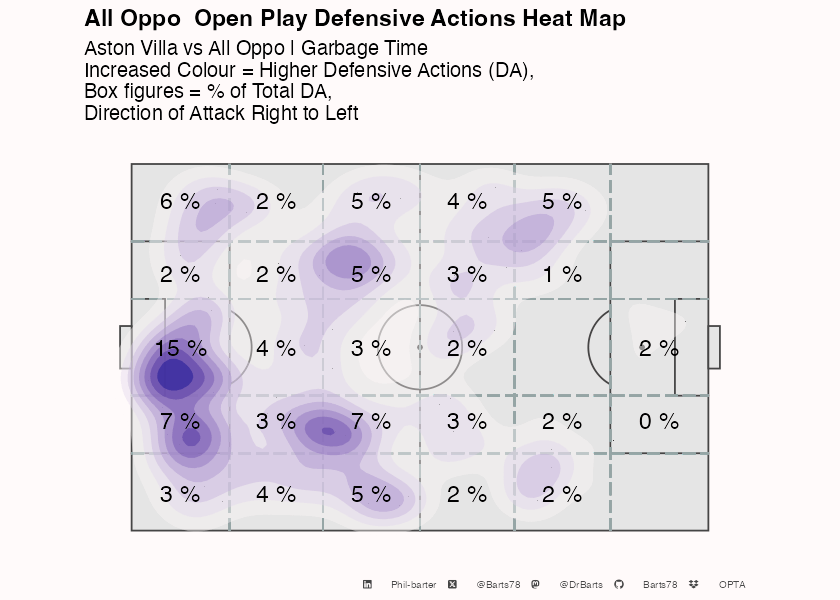 All Oppo  Open Play Defensive Actions Heat Map
Aston Villa vs All Oppo l Garbage Time
Increased Colour = Higher Defensive Actions (DA),
Box figures = % of Total DA,
Direction of Attack Right to Left
6 % 2 % 5 % 4 % 5 %
2 % 2 % 5 % 3 % 1 %
15 % 4 % 3 % 2 % 2 %
7 % 3 % 7 % 3 % 2 % 0 %
3 % 4 % 5 % 2 % 2 %
Phil-barter @Barts78 @DrBarts Barts78 OPTA